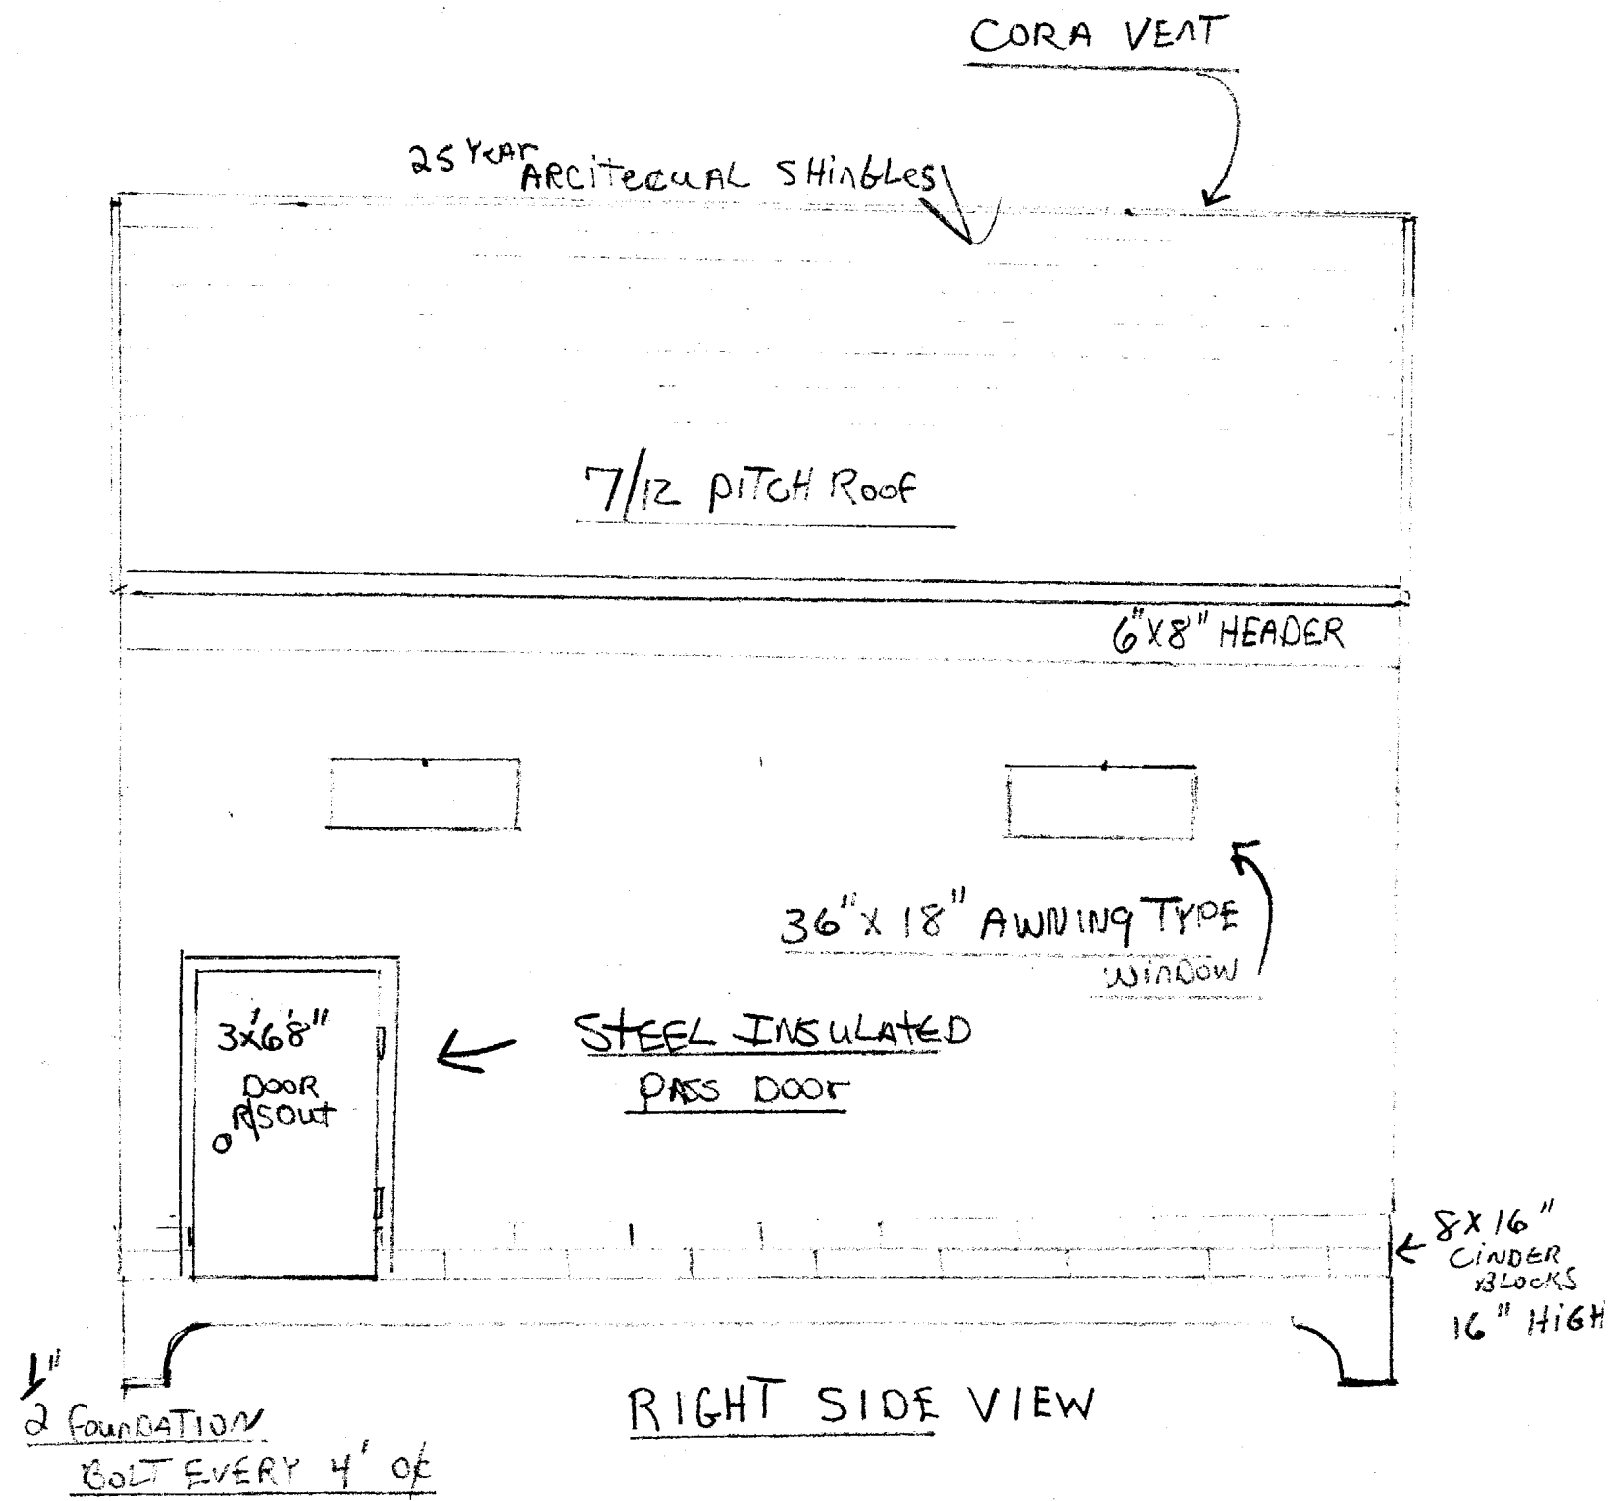 CORA VENT
25 YEAR
ARCITECUAL SHINGLES
7/12 PITCH ROOF
6"X8" HEADER
36"X 18" AWNING TYPE
WINDOW
3'x6'8"
DOOR
R/S OUT
STEEL INSULATED
PASS DOOR
8X16"
CINDER
BLOCKS
16" HIGH
1/2" FOUNDATION
BOLT EVERY 4' O/C
RIGHT SIDE VIEW